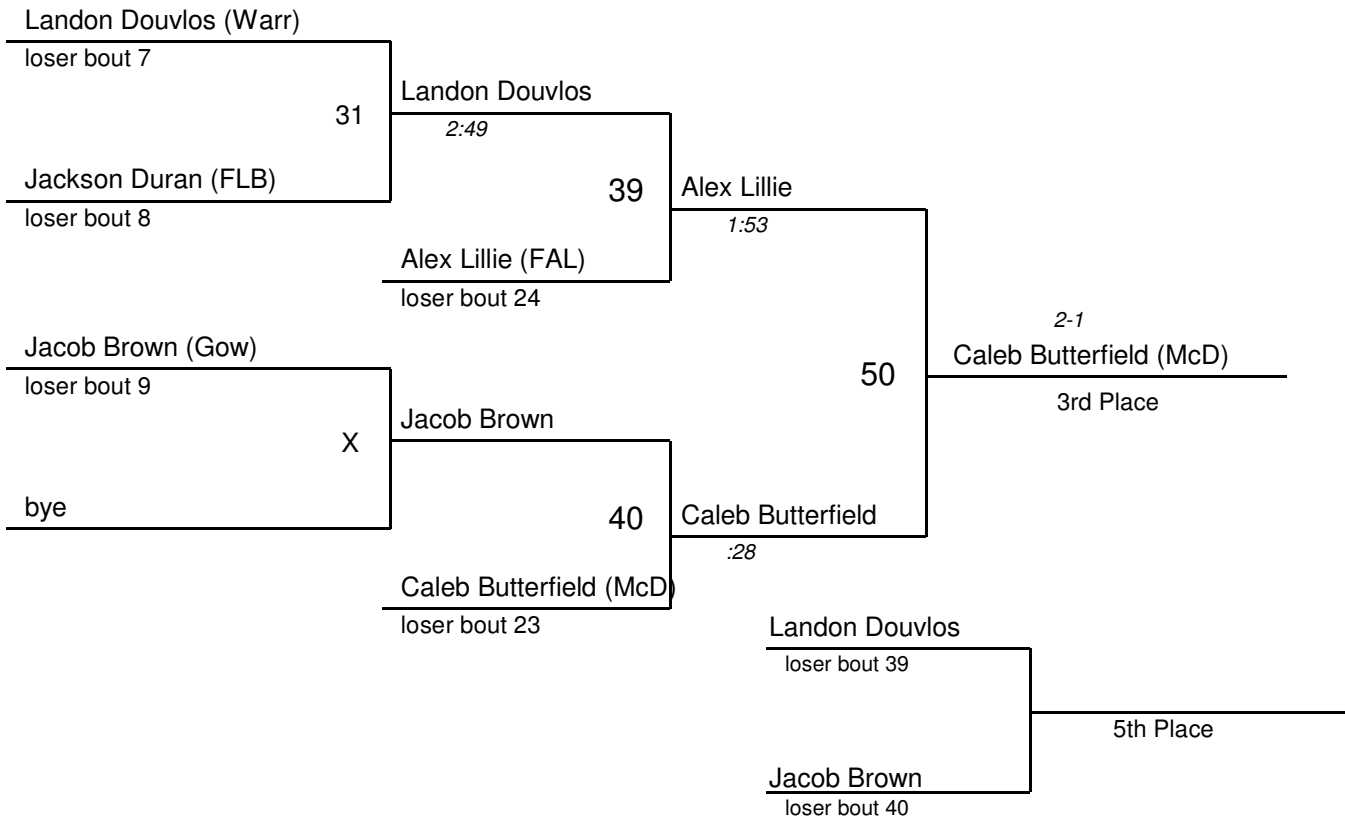 Landon Douvlos (Warr)
loser bout 7
31
Jackson Duran (FLB)
loser bout 8
Landon Douvlos
2:49
39
Alex Lillie (FAL)
loser bout 24
Alex Lillie
1:53
Jacob Brown (Gow)
loser bout 9
X
bye
Jacob Brown
40
Caleb Butterfield (McD)
loser bout 23
Caleb Butterfield
:28
50
2-1
Caleb Butterfield (McD)
3rd Place
Landon Douvlos
loser bout 39
Jacob Brown
loser bout 40
5th Place